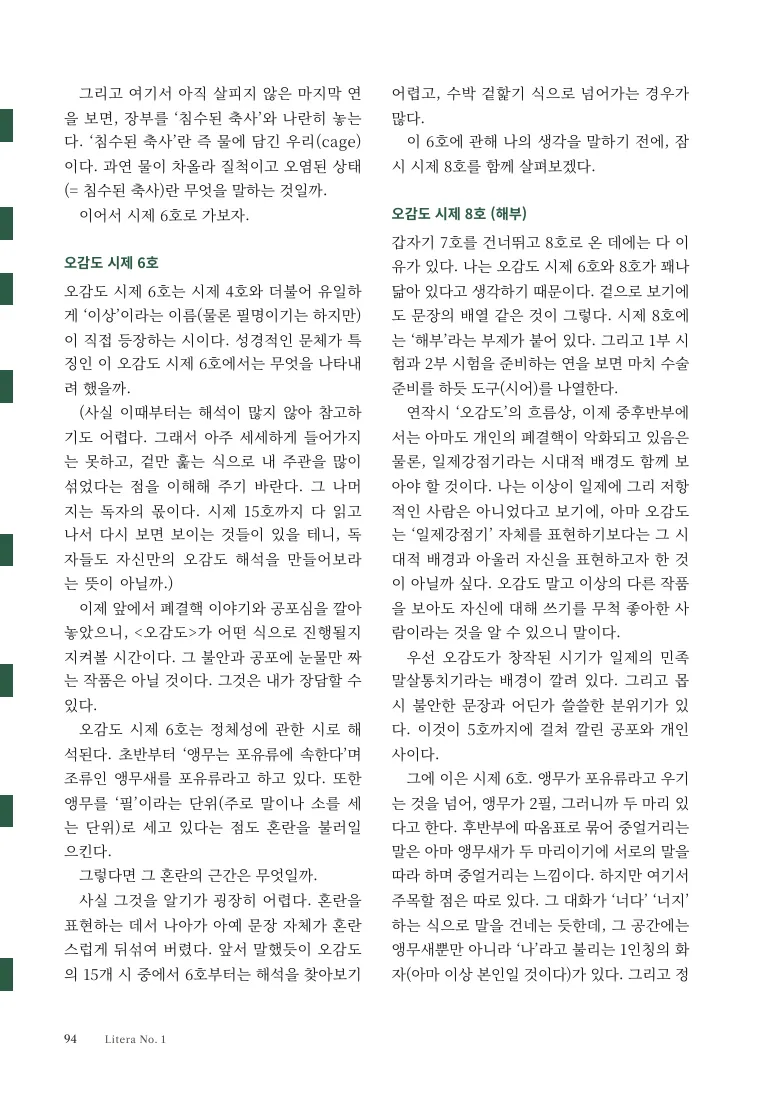 그리고 여기서 아직 살피지 않은 마지막 연
을 보면, 장부를 ‘침수된 축사’와 나란히 놓는
다. ‘침수된 축사’란 즉 물에 담긴 우리(cage)
이다. 과연 물이 차올라 질척이고 오염된 상태
(= 침수된 축사)란 무엇을 말하는 것일까.
이어서 시제 6호로 가보자.
오감도 시제 6호
오감도 시제 6호는 시제 4호와 더불어 유일하
게 ‘이상’이라는 이름(물론 필명이기는 하지만)
이 직접 등장하는 시이다. 성경적인 문체가 특
징인 이 오감도 시제 6호에서는 무엇을 나타내
려 했을까.
(사실 이때부터는 해석이 많지 않아 참고하
기도 어렵다. 그래서 아주 세세하게 들어가지
는 못하고, 겉만 훑는 식으로 내 주관을 많이
섞었다는 점을 이해해 주기 바란다. 그 나머
지는 독자의 몫이다. 시제 15호까지 다 읽고
나서 다시 보면 보이는 것들이 있을 테니, 독
자들도 자신만의 오감도 해석을 만들어보라
는 뜻이 아닐까.)
이제 앞에서 폐결핵 이야기와 공포심을 깔아
놓았으니, <오감도>가 어떤 식으로 진행될지
지켜볼 시간이다. 그 불안과 공포에 눈물만 짜
는 작품은 아닐 것이다. 그것은 내가 장담할 수
있다.
오감도 시제 6호는 정체성에 관한 시로 해
석된다. 초반부터 ‘앵무는 포유류에 속한다’며
조류인 앵무새를 포유류라고 하고 있다. 또한
앵무를 ‘필’이라는 단위(주로 말이나 소를 세
는 단위)로 세고 있다는 점도 혼란을 불러일
으킨다.
그렇다면 그 혼란의 근간은 무엇일까.
사실 그것을 알기가 굉장히 어렵다. 혼란을
표현하는 데서 나아가 아예 문장 자체가 혼란
스럽게 뒤섞여 버렸다. 앞서 말했듯이 오감도
의 15개 시 중에서 6호부터는 해석을 찾아보기
어렵고, 수박 겉핥기 식으로 넘어가는 경우가
많다.
이 6호에 관해 나의 생각을 말하기 전에, 잠
시 시제 8호를 함께 살펴보겠다.
오감도 시제 8호 (해부)
갑자기 7호를 건너뛰고 8호로 온 데에는 다 이
유가 있다. 나는 오감도 시제 6호와 8호가 꽤나
닮아 있다고 생각하기 때문이다. 겉으로 보기에
도 문장의 배열 같은 것이 그렇다. 시제 8호에
는 ‘해부’라는 부제가 붙어 있다. 그리고 1부 시
험과 2부 시험을 준비하는 연을 보면 마치 수술
준비를 하듯 도구(시어)를 나열한다.
연작시 ‘오감도’의 흐름상, 이제 중후반부에
서는 아마도 개인의 폐결핵이 악화되고 있음은
물론, 일제강점기라는 시대적 배경도 함께 보
아야 할 것이다. 나는 이상이 일제에 그리 저항
적인 사람은 아니었다고 보기에, 아마 오감도
는 ‘일제강점기’ 자체를 표현하기보다는 그 시
대적 배경과 아울러 자신을 표현하고자 한 것
이 아닐까 싶다. 오감도 말고 이상의 다른 작품
을 보아도 자신에 대해 쓰기를 무척 좋아한 사
람이라는 것을 알 수 있으니 말이다.
우선 오감도가 창작된 시기가 일제의 민족
말살통치기라는 배경이 깔려 있다. 그리고 몹
시 불안한 문장과 어딘가 쓸쓸한 분위기가 있
다. 이것이 5호까지에 걸쳐 깔린 공포와 개인
사이다.
그에 이은 시제 6호. 앵무가 포유류라고 우기
는 것을 넘어, 앵무가 2필, 그러니까 두 마리 있
다고 한다. 후반부에 따옴표로 묶어 중얼거리는
말은 아마 앵무새가 두 마리이기에 서로의 말을
따라 하며 중얼거리는 느낌이다. 하지만 여기서
주목할 점은 따로 있다. 그 대화가 ‘너다’ ‘너지’
하는 식으로 말을 건네는 듯한데, 그 공간에는
앵무새뿐만 아니라 ‘나’라고 불리는 1인칭의 화
자(아마 이상 본인일 것이다)가 있다. 그리고 정
94 Litera No. 1